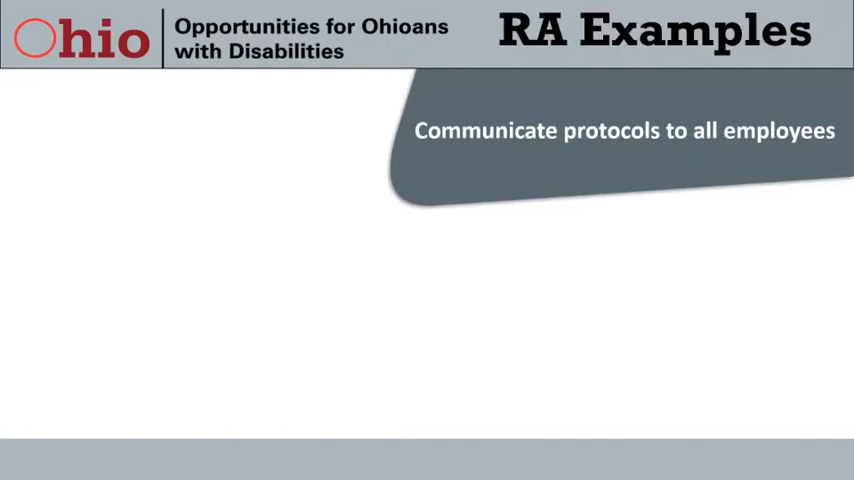 Ohio
Opportunities for Ohioans
with Disabilities
RA Examples
Communicate protocols to all employees